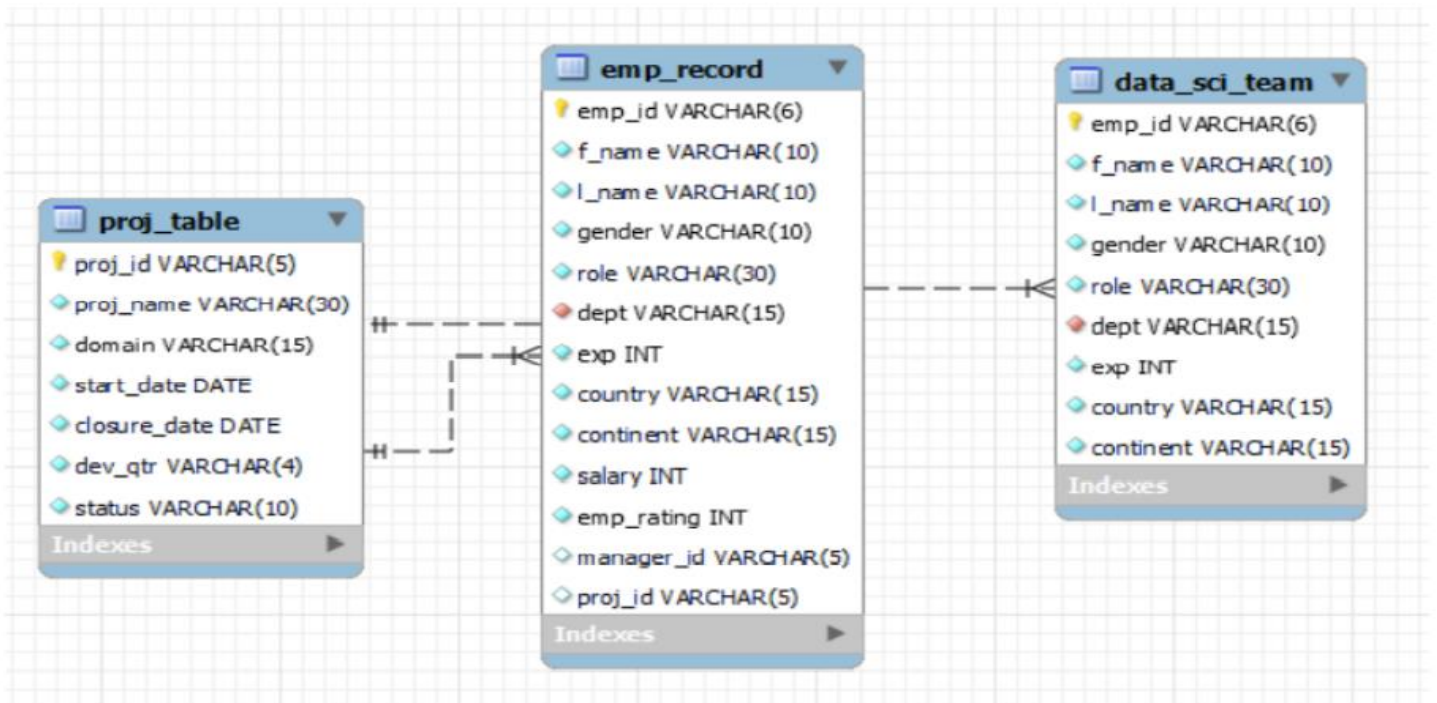 proj_table
proj_id VARCHAR(5)
proj_name VARCHAR(30)
domain VARCHAR(15)
start_date DATE
closure_date DATE
dev_qtr VARCHAR(4)
status VARCHAR(10)
Indexes
emp_record
emp_id VARCHAR(6)
f_name VARCHAR(10)
l_name VARCHAR(10)
gender VARCHAR(10)
role VARCHAR(30)
dept VARCHAR(15)
exp INT
country VARCHAR(15)
continent VARCHAR(15)
salary INT
emp_rating INT
manager_id VARCHAR(5)
proj_id VARCHAR(5)
Indexes
data_sci_team
emp_id VARCHAR(6)
f_name VARCHAR(10)
l_name VARCHAR(10)
gender VARCHAR(10)
role VARCHAR(30)
dept VARCHAR(15)
exp INT
country VARCHAR(15)
continent VARCHAR(15)
Indexes